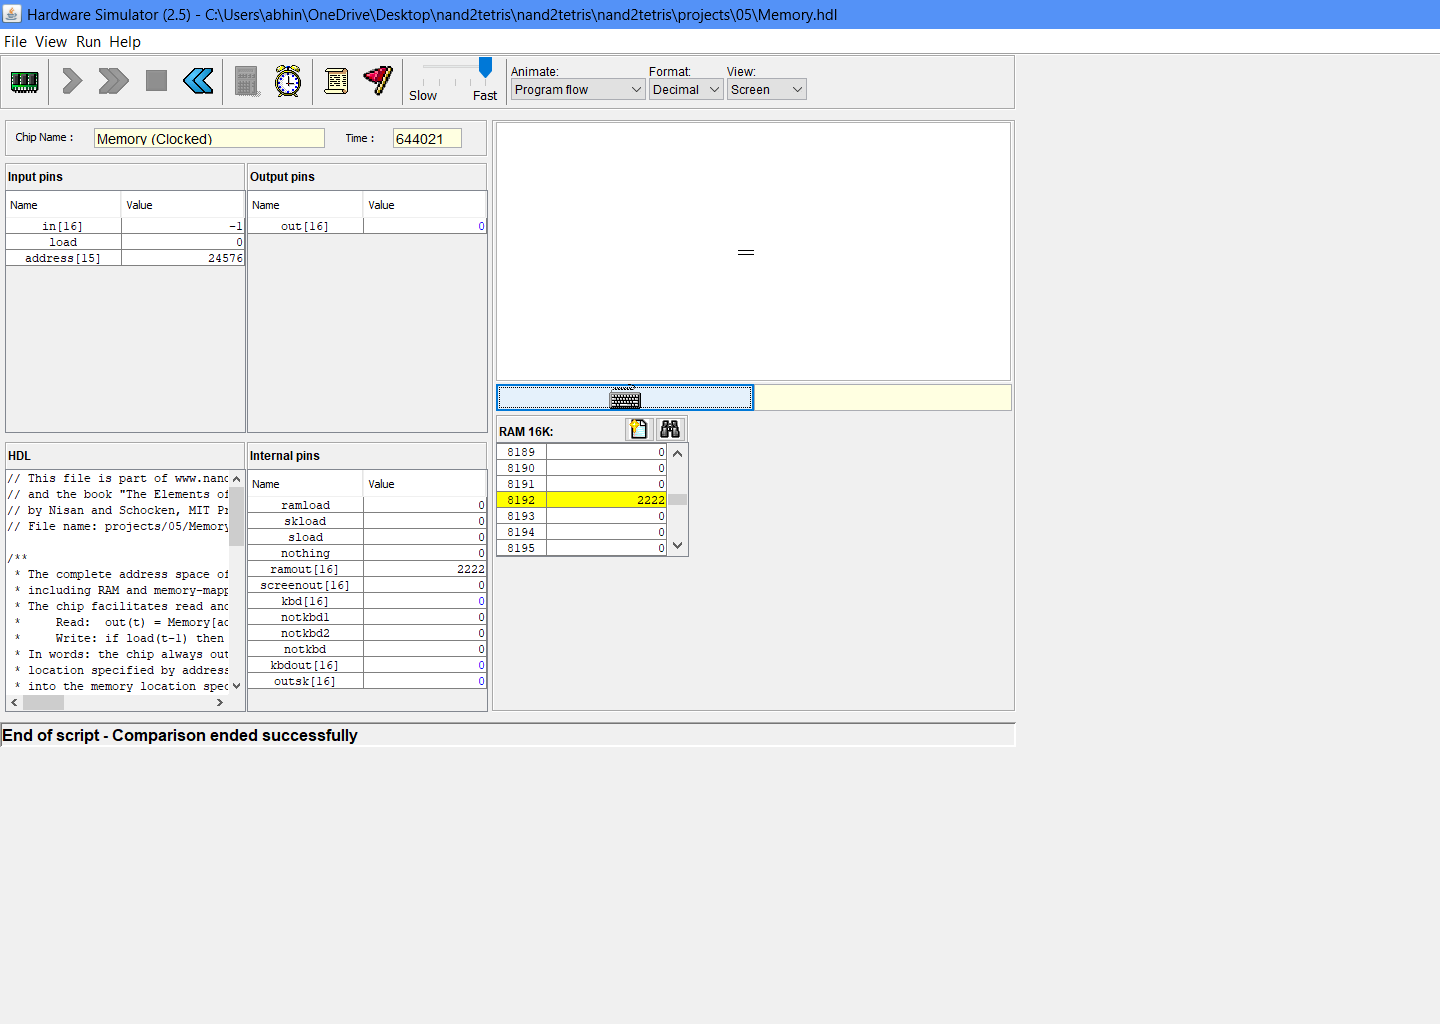 Hardware Simulator (2.5) - C:\Users\abhin\OneDrive\Desktop\nand2tetris\nand2tetris\nand2tetris\projects\05\Memory.hdl
File View Run Help
Slow Fast
Animate: Format: View:
Program flow Decimal Screen
Chip Name : Memory (Clocked) Time : 644021
Input pins
Name Value
in[16] -1
load 0
address[15] 24576
Output pins
Name Value
out[16] 0
HDL
// This file is part of www.nand
// and the book "The Elements of
// by Nisan and Schocken, MIT Pr
// File name: projects/05/Memory
/**
* The complete address space of
* including RAM and memory-mapp
* The chip facilitates read and
* Read: out(t) = Memory[ad
* Write: if load(t-1) then
* In words: the chip always out
* location specified by address
* into the memory location spec
Internal pins
Name Value
ramload 0
skload 0
sload 0
nothing 0
ramout[16] 2222
screenout[16] 0
kbd[16] 0
notkbd1 0
notkbd2 0
notkbd 0
kbdout[16] 0
outsk[16] 0
RAM 16K:
8189 0
8190 0
8191 0
8192 2222
8193 0
8194 0
8195 0
End of script - Comparison ended successfully